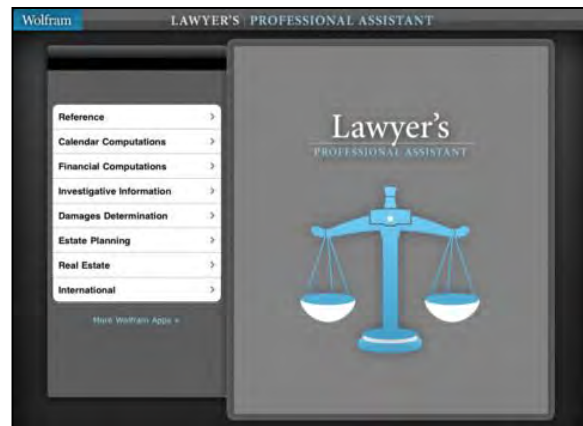 Wolfram
LAWYER'S PROFESSIONAL ASSISTANT
Reference
Calendar Computations
Financial Computations
Investigative Information
Damages Determination
Estate Planning
Real Estate
International
More Wolfram Apps »
Lawyer's
PROFESSIONAL ASSISTANT